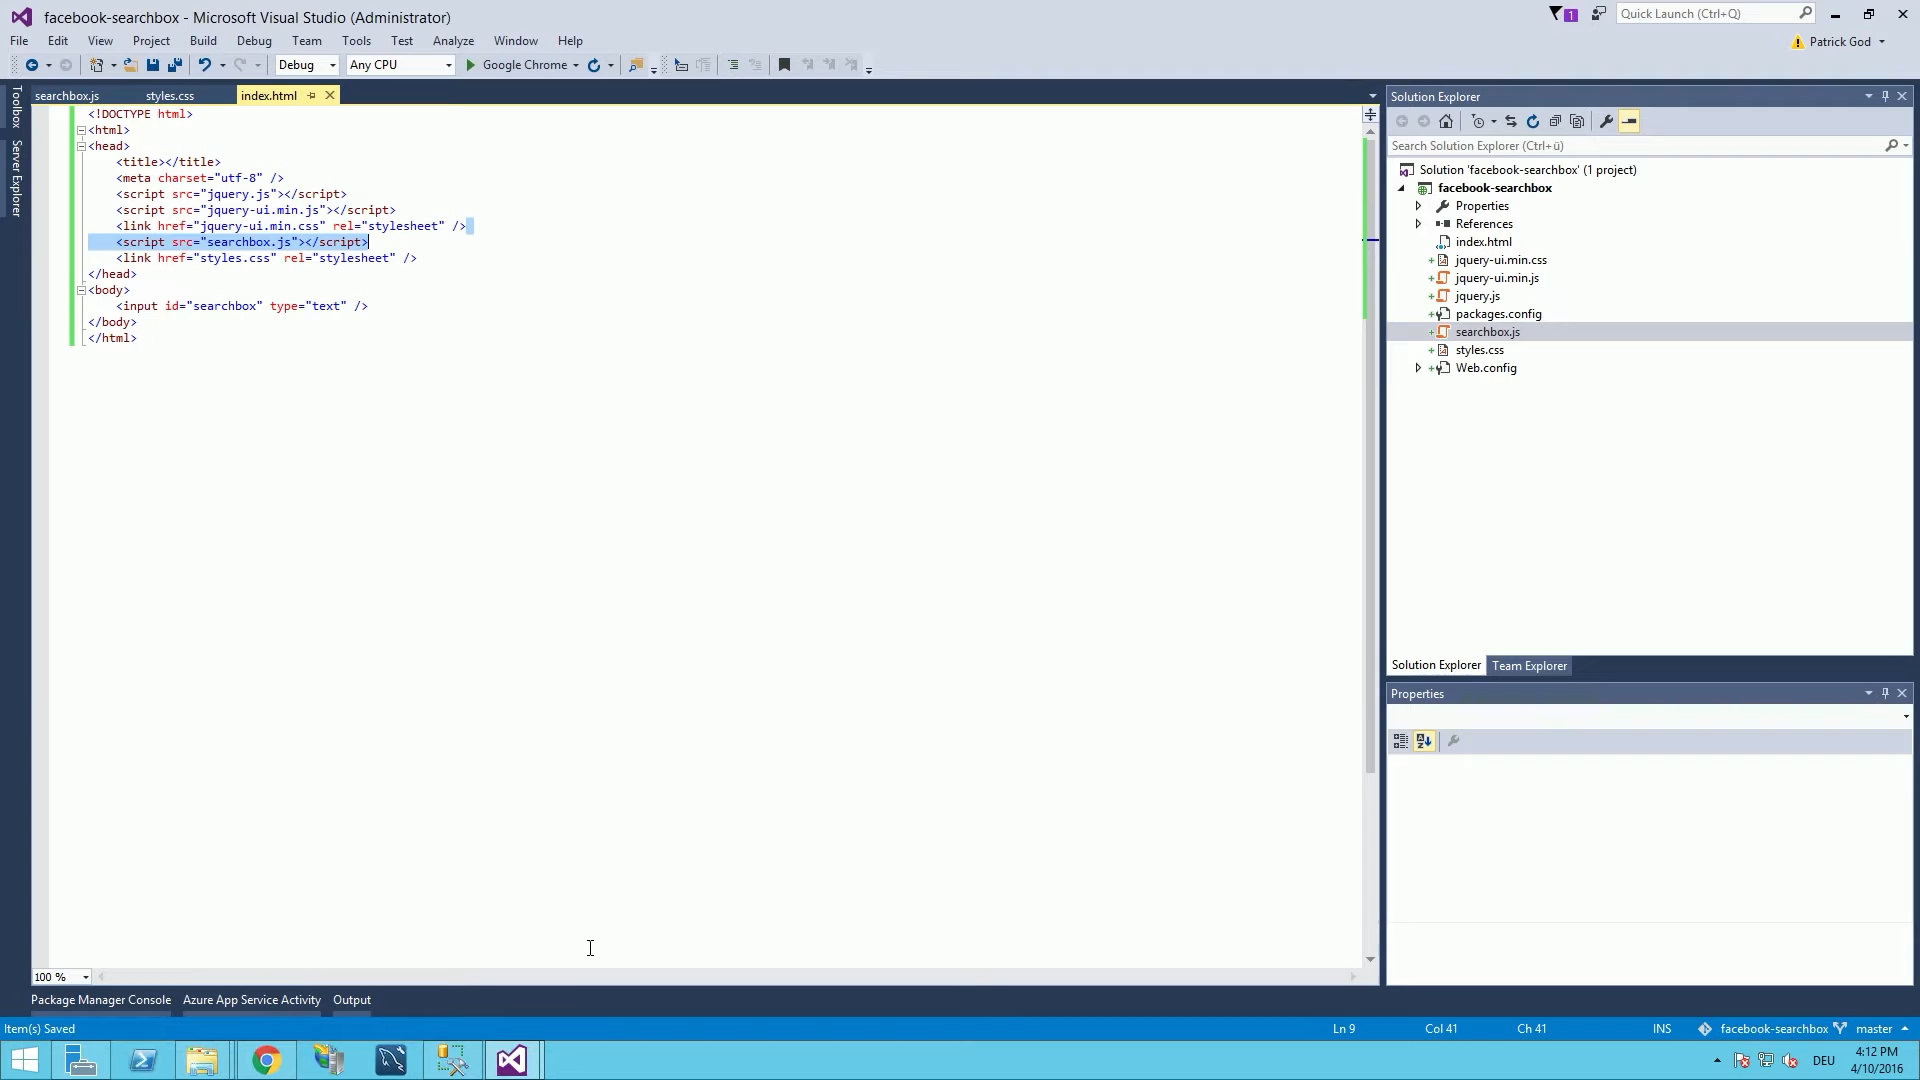 facebook-searchbox - Microsoft Visual Studio (Administrator)
1
Quick Launch (Ctrl+Q)
File Edit View Project Build Debug Team Tools Test Analyze Window Help
Patrick God
Debug Any CPU Google Chrome
Toolbox
Server Explorer
searchbox.js styles.css index.html
<!DOCTYPE html>
<html>
<head>
<title></title>
<meta charset="utf-8" />
<script src="jquery.js"></script>
<script src="jquery-ui.min.js"></script>
<link href="jquery-ui.min.css" rel="stylesheet" />
<script src="searchbox.js"></script>
<link href="styles.css" rel="stylesheet" />
</head>
<body>
<input id="searchbox" type="text" />
</body>
</html>
100 %
Solution Explorer
Search Solution Explorer (Ctrl+ü)
Solution 'facebook-searchbox' (1 project)
facebook-searchbox
Properties
References
index.html
jquery-ui.min.css
jquery-ui.min.js
jquery.js
packages.config
searchbox.js
styles.css
Web.config
Solution Explorer Team Explorer
Properties
Package Manager Console Azure App Service Activity Output
Item(s) Saved Ln 9 Col 41 Ch 41 INS facebook-searchbox master
DEU
4:12 PM
4/10/2016